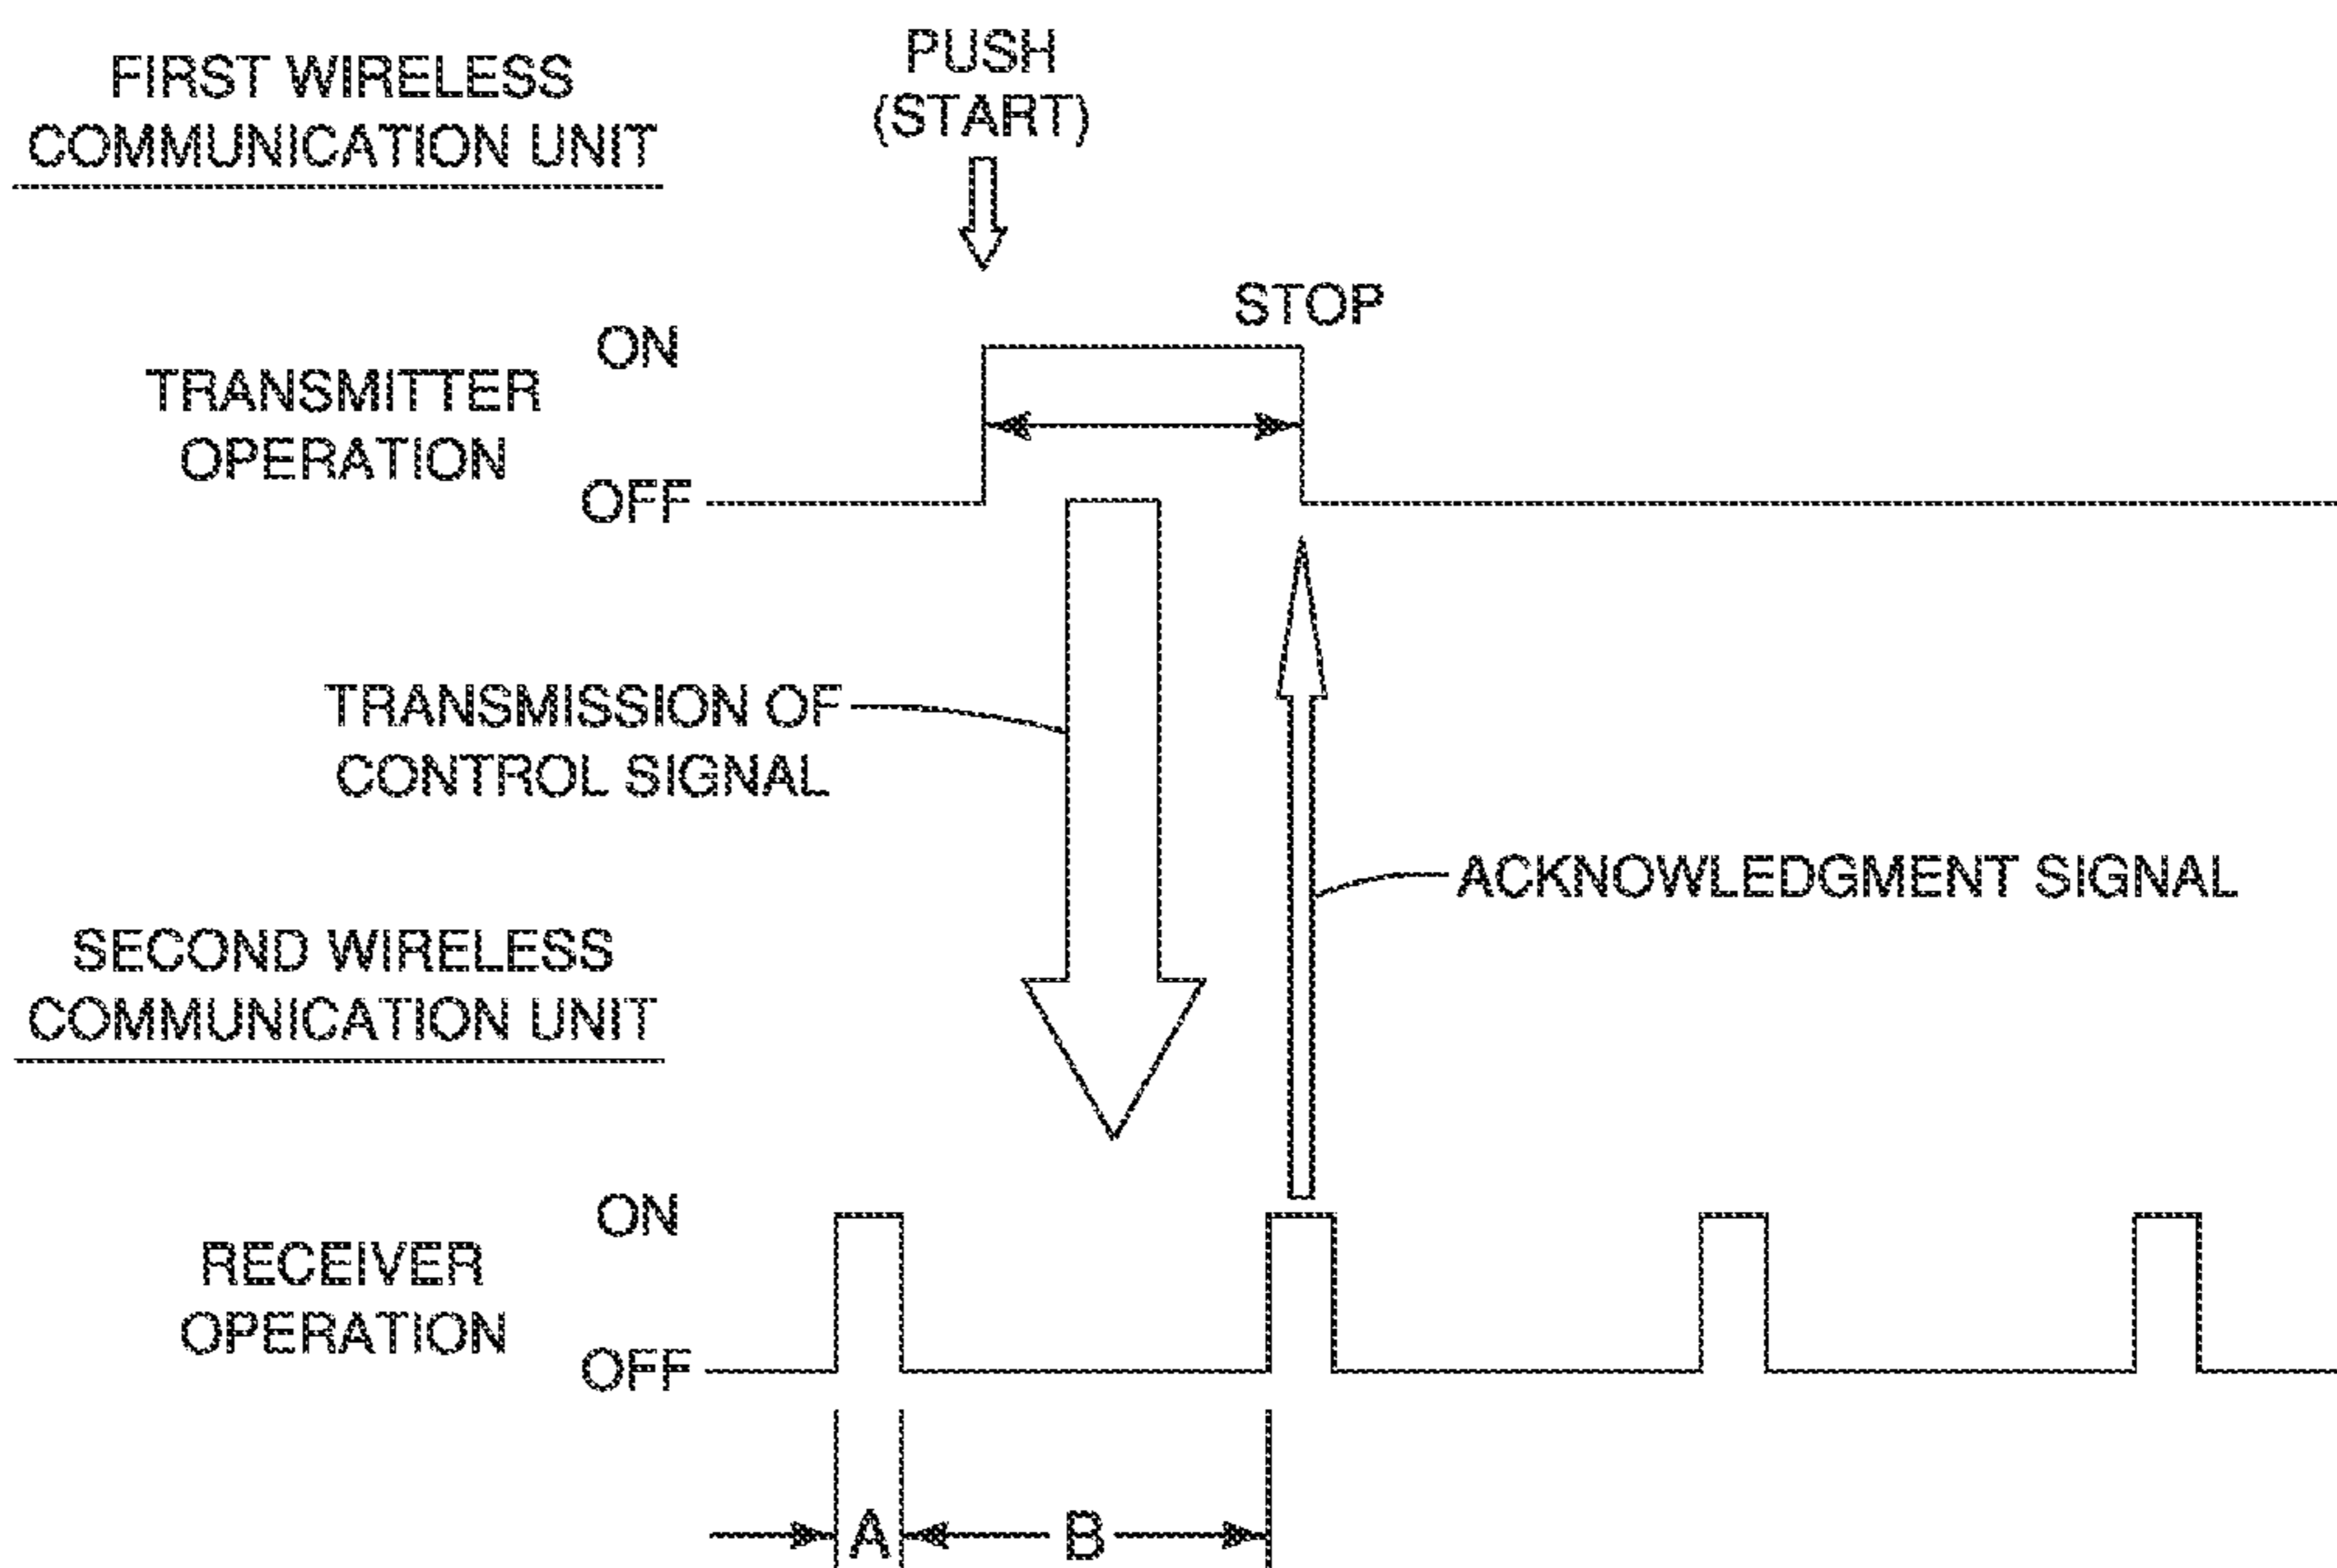 FIRST WIRELESS
COMMUNICATION UNIT
PUSH
(START)
STOP
ON
TRANSMITTER
OPERATION
OFF
TRANSMISSION OF
CONTROL SIGNAL
ACKNOWLEDGMENT SIGNAL
SECOND WIRELESS
COMMUNICATION UNIT
ON
RECEIVER
OPERATION
OFF
A
B